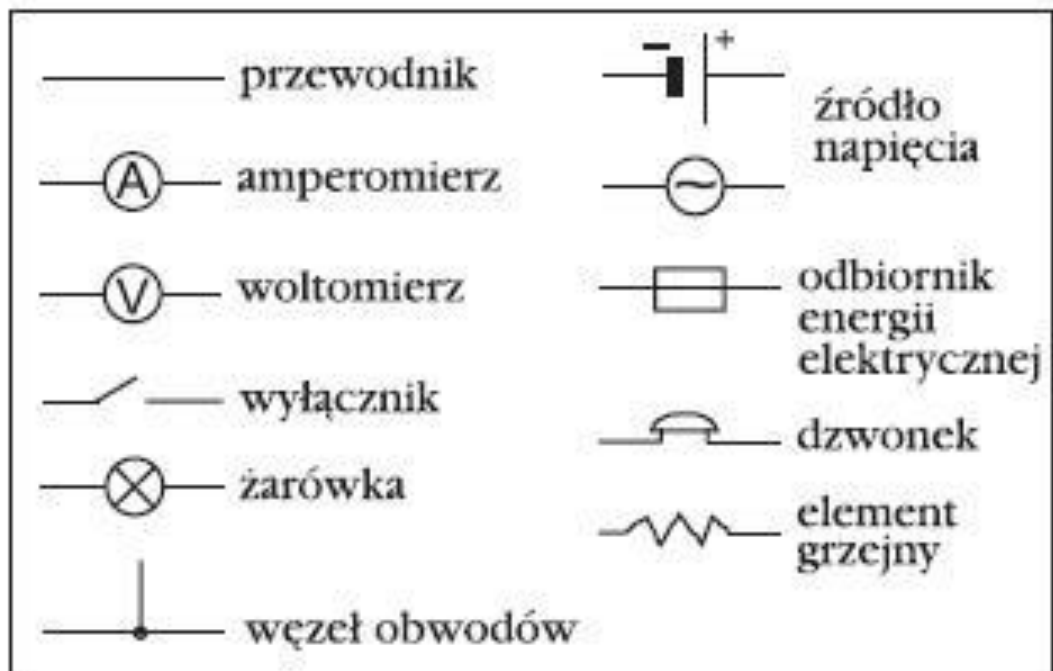 przewodnik
A
amperomierz
V
woltomierz
wyłącznik
żarówka
węzeł obwodów
- +
źródło
napięcia
~
odbiornik
energii
elektrycznej
dzwonek
element
grzejny